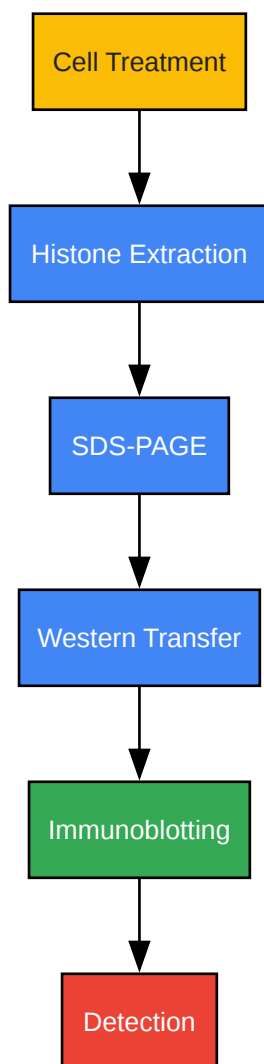 Cell Treatment
Histone Extraction
SDS-PAGE
Western Transfer
Immunoblotting
Detection